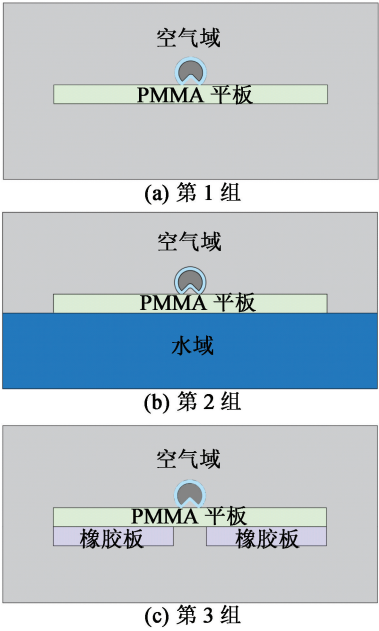 空气域
PMMA 平板
(a) 第 1 组
空气域
PMMA 平板
水域
(b) 第 2 组
空气域
PMMA 平板
橡胶板 橡胶板
(c) 第 3 组